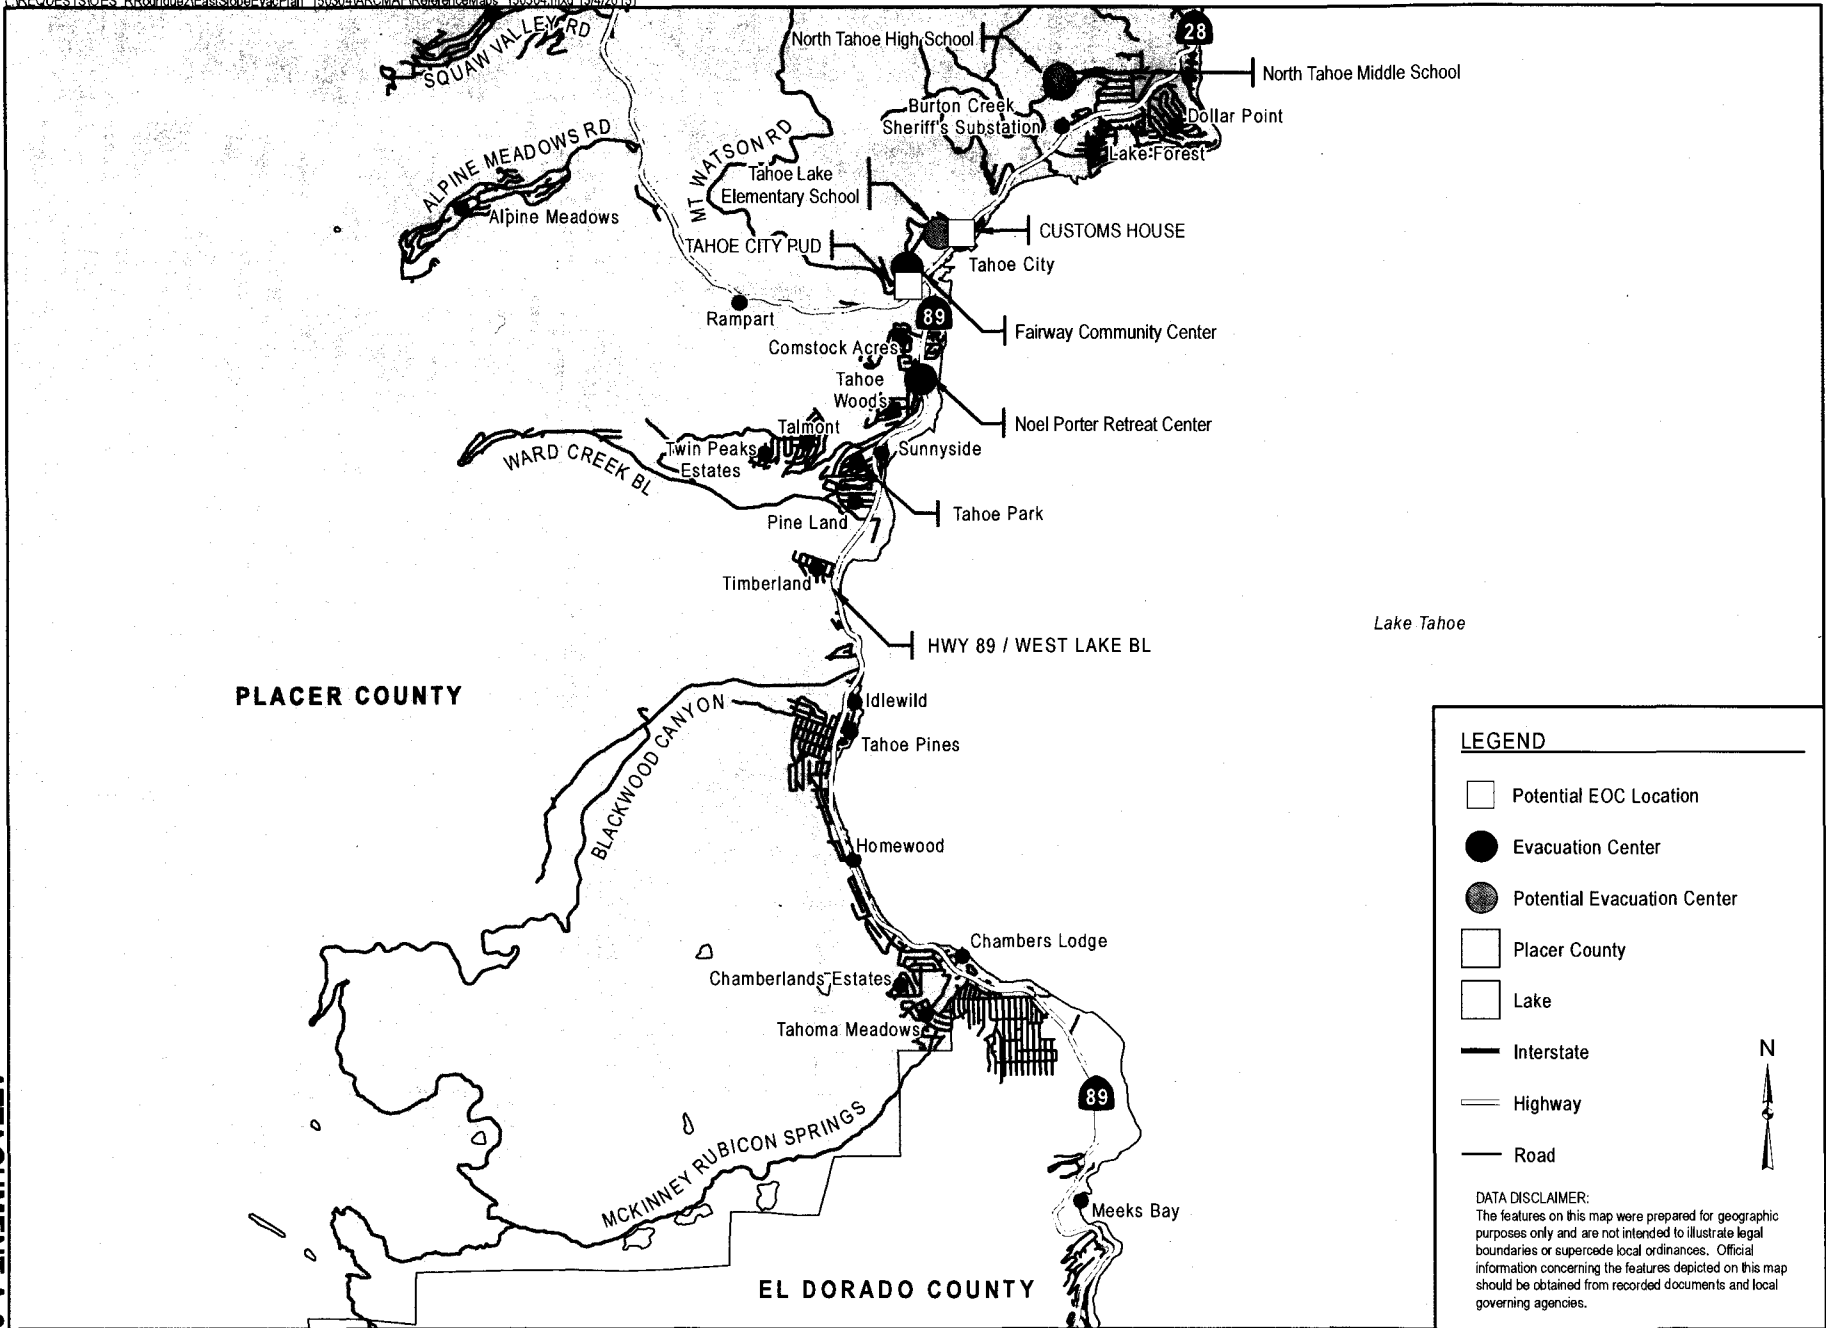 SQUAW VALLEY RD
North Tahoe High School
28
North Tahoe Middle School
Burton Creek
Sheriff's Substation
Dollar Point
Lake Forest
ALPINE MEADOWS RD
Alpine Meadows
MT WATSON RD
Tahoe Lake
Elementary School
CUSTOMS HOUSE
TAHOE CITY PUD
Tahoe City
Rampart
89
Fairway Community Center
Comstock Acres
Tahoe
Woods
Noel Porter Retreat Center
Talmont
Twin Peaks
Estates
Sunnyside
WARD CREEK BL
Tahoe Park
Pine Land
Timberland
Lake Tahoe
HWY 89 / WEST LAKE BL
PLACER COUNTY
Idlewild
BLACKWOOD CANYON
Tahoe Pines
Homewood
Chambers Lodge
Chamberlands Estates
Tahoma Meadows
89
MCKINNEY RUBICON SPRINGS
Meeks Bay
EL DORADO COUNTY
LEGEND
Potential EOC Location
Evacuation Center
Potential Evacuation Center
Placer County
Lake
Interstate
Highway
Road
N
DATA DISCLAIMER:
The features on this map were prepared for geographic
purposes only and are not intended to illustrate legal
boundaries or supercede local ordinances. Official
information concerning the features depicted on this map
should be obtained from recorded documents and local
governing agencies.